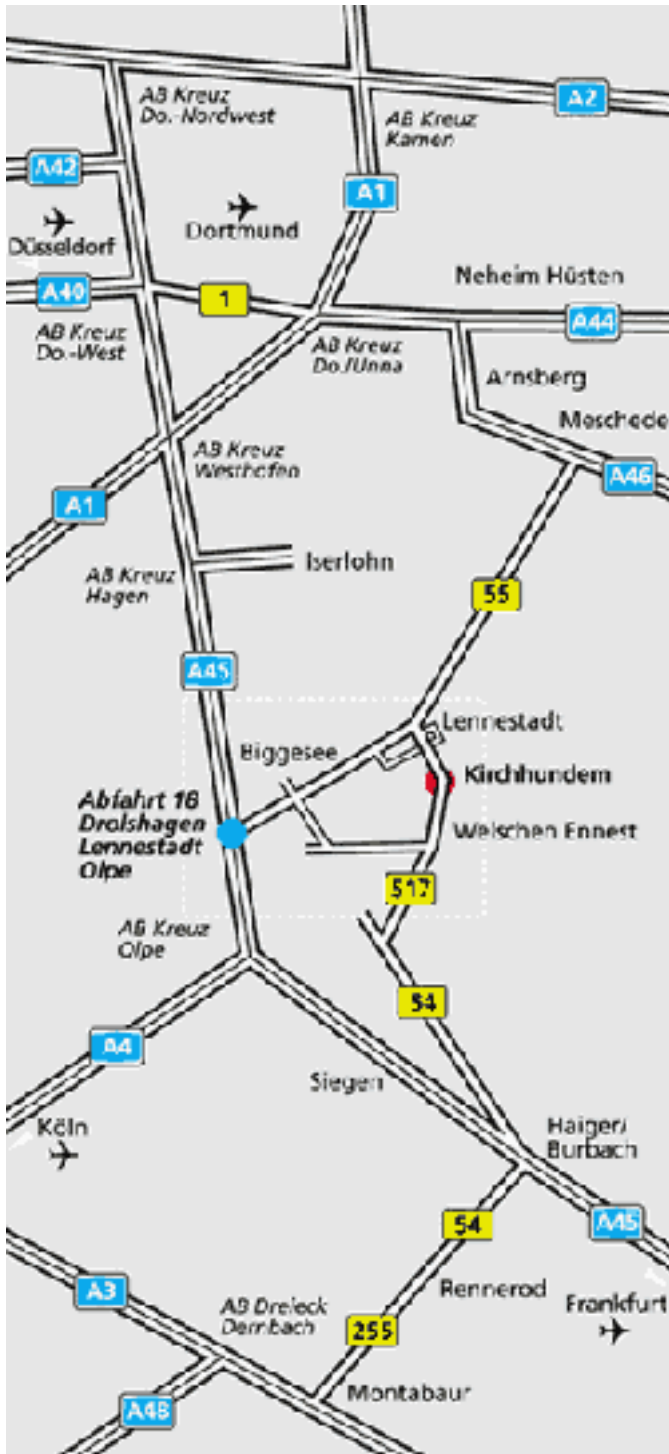 AB Kreuz
Do.-Nordwest
A2
AB Kreuz
Kamen
A42
A1
Düsseldorf
Dortmund
Neheim Hüsten
A40
1
A44
AB Kreuz
Do.-West
AB Kreuz
Do./Unna
Arnsberg
Meschede
AB Kreuz
Westhofen
A46
A1
Iserlohn
AB Kreuz
Hagen
55
A45
Lennestadt
Biggesee
Kirchhundem
Abfahrt 18
Drolshagen
Lennestadt
Olpe
Welschen Ennest
517
AB Kreuz
Olpe
54
A4
Siegen
Köln
Haiger/
Burbach
54
A45
A3
Rennerod
Frankfurt
AB Dreieck
Dernbach
255
Montabaur
A48